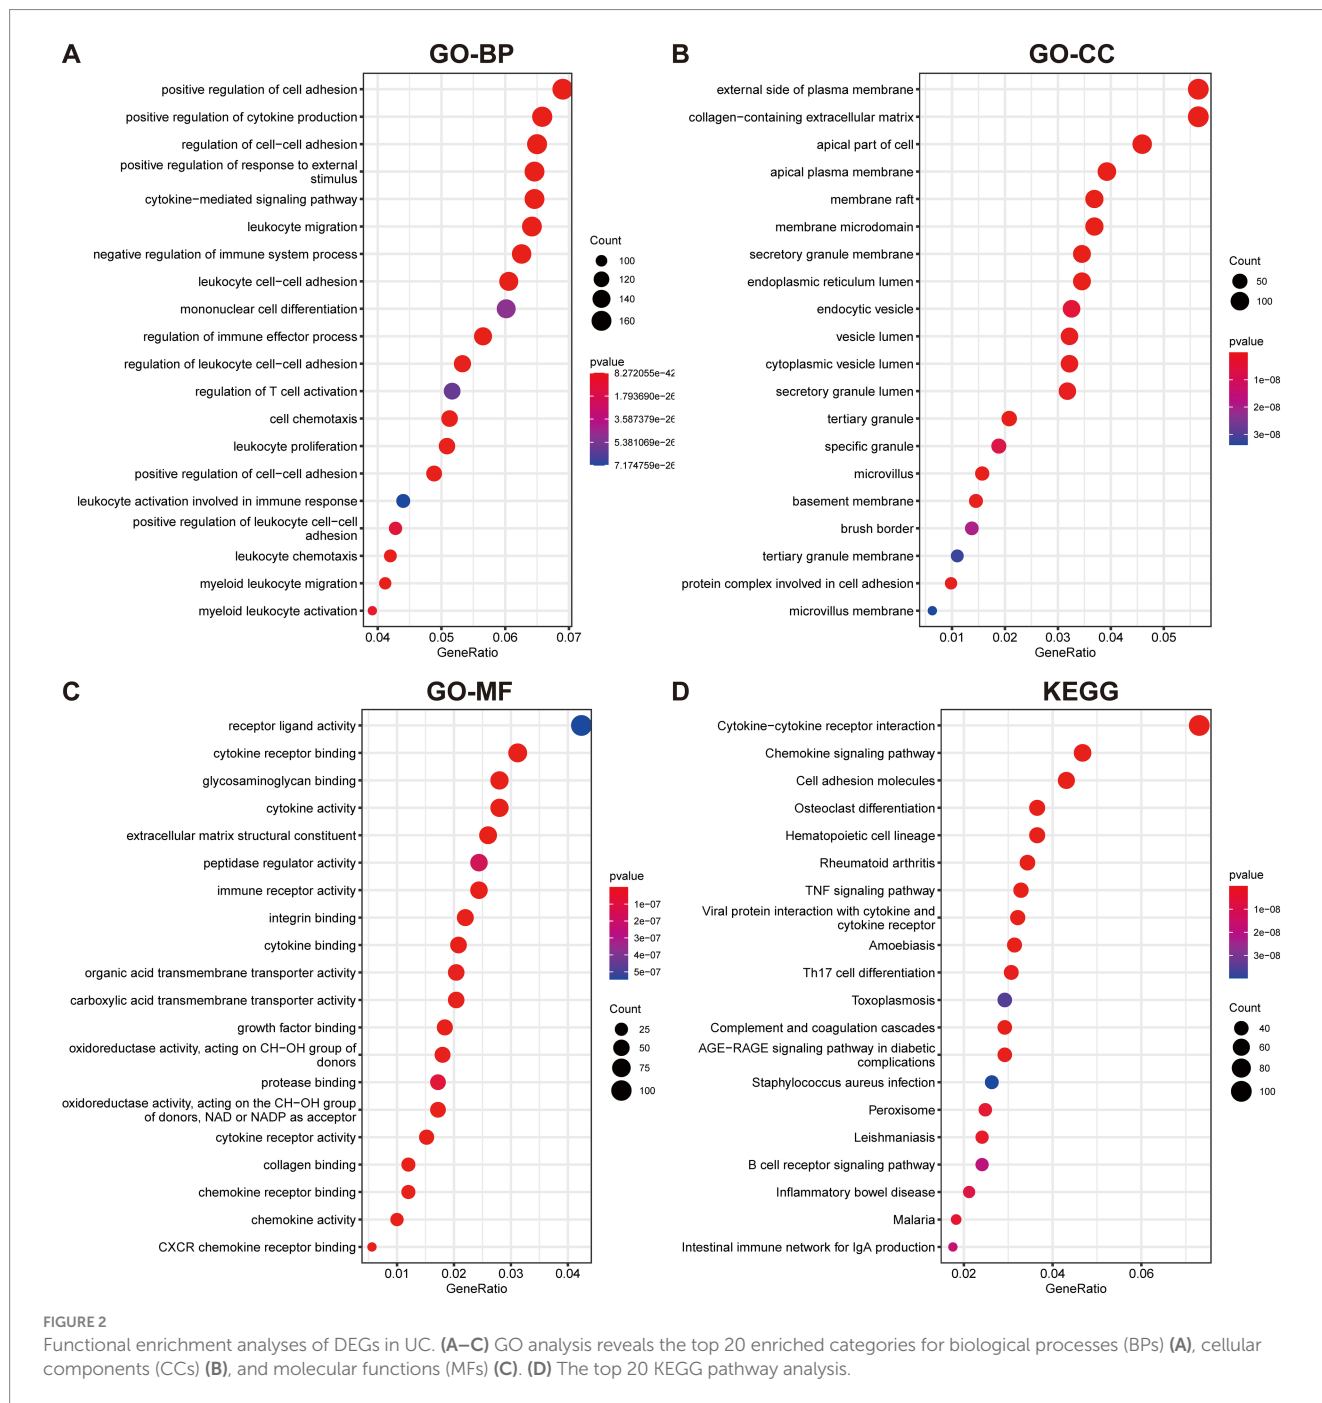 A
GO-BP
positive regulation of cell adhesion
positive regulation of cytokine production
regulation of cell−cell adhesion
positive regulation of response to external
stimulus
cytokine−mediated signaling pathway
leukocyte migration
negative regulation of immune system process
leukocyte cell−cell adhesion
mononuclear cell differentiation
regulation of immune effector process
regulation of leukocyte cell−cell adhesion
regulation of T cell activation
cell chemotaxis
leukocyte proliferation
positive regulation of cell−cell adhesion
leukocyte activation involved in immune response
positive regulation of leukocyte cell−cell
adhesion
leukocyte chemotaxis
myeloid leukocyte migration
myeloid leukocyte activation
0.04 0.05 0.06 0.07
GeneRatio
Count
100
120
140
160
pvalue
8.272055e−42
1.793690e−26
3.587379e−26
5.381069e−26
7.174759e−26
B
GO-CC
external side of plasma membrane
collagen−containing extracellular matrix
apical part of cell
apical plasma membrane
membrane raft
membrane microdomain
secretory granule membrane
endoplasmic reticulum lumen
endocytic vesicle
vesicle lumen
cytoplasmic vesicle lumen
secretory granule lumen
tertiary granule
specific granule
microvillus
basement membrane
brush border
tertiary granule membrane
protein complex involved in cell adhesion
microvillus membrane
0.01 0.02 0.03 0.04 0.05
GeneRatio
Count
50
100
pvalue
1e−08
2e−08
3e−08
C
GO-MF
receptor ligand activity
cytokine receptor binding
glycosaminoglycan binding
cytokine activity
extracellular matrix structural constituent
peptidase regulator activity
immune receptor activity
integrin binding
cytokine binding
organic acid transmembrane transporter activity
carboxylic acid transmembrane transporter activity
growth factor binding
oxidoreductase activity, acting on CH−OH group of
donors
protease binding
oxidoreductase activity, acting on the CH−OH group
of donors, NAD or NADP as acceptor
cytokine receptor activity
collagen binding
chemokine receptor binding
chemokine activity
CXCR chemokine receptor binding
0.01 0.02 0.03 0.04
GeneRatio
pvalue
1e−07
2e−07
3e−07
4e−07
5e−07
Count
25
50
75
100
D
KEGG
Cytokine−cytokine receptor interaction
Chemokine signaling pathway
Cell adhesion molecules
Osteoclast differentiation
Hematopoietic cell lineage
Rheumatoid arthritis
TNF signaling pathway
Viral protein interaction with cytokine and
cytokine receptor
Amoebiasis
Th17 cell differentiation
Toxoplasmosis
Complement and coagulation cascades
AGE−RAGE signaling pathway in diabetic
complications
Staphylococcus aureus infection
Peroxisome
Leishmaniasis
B cell receptor signaling pathway
Inflammatory bowel disease
Malaria
Intestinal immune network for IgA production
0.02 0.04 0.06
GeneRatio
pvalue
1e−08
2e−08
3e−08
Count
40
60
80
100
FIGURE 2
Functional enrichment analyses of DEGs in UC. (A–C) GO analysis reveals the top 20 enriched categories for biological processes (BPs) (A), cellular
components (CCs) (B), and molecular functions (MFs) (C). (D) The top 20 KEGG pathway analysis.